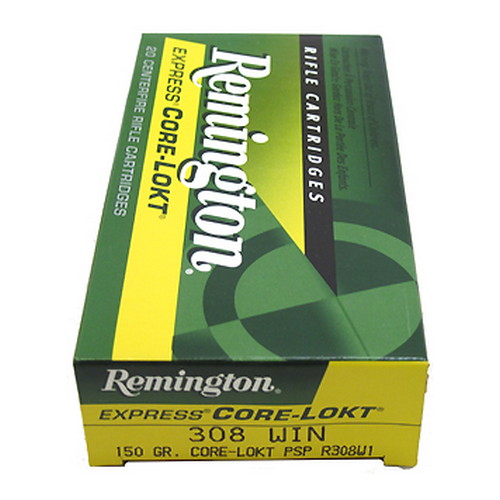 RIFLE CARTRIDGES
Remington®
EXPRESS® CORE-LOKT®
20 CENTERFIRE RIFLE CARTRIDGES
Remington®
EXPRESS® CORE-LOKT®
308 WIN
150 GR. CORE-LOKT PSP R308W1